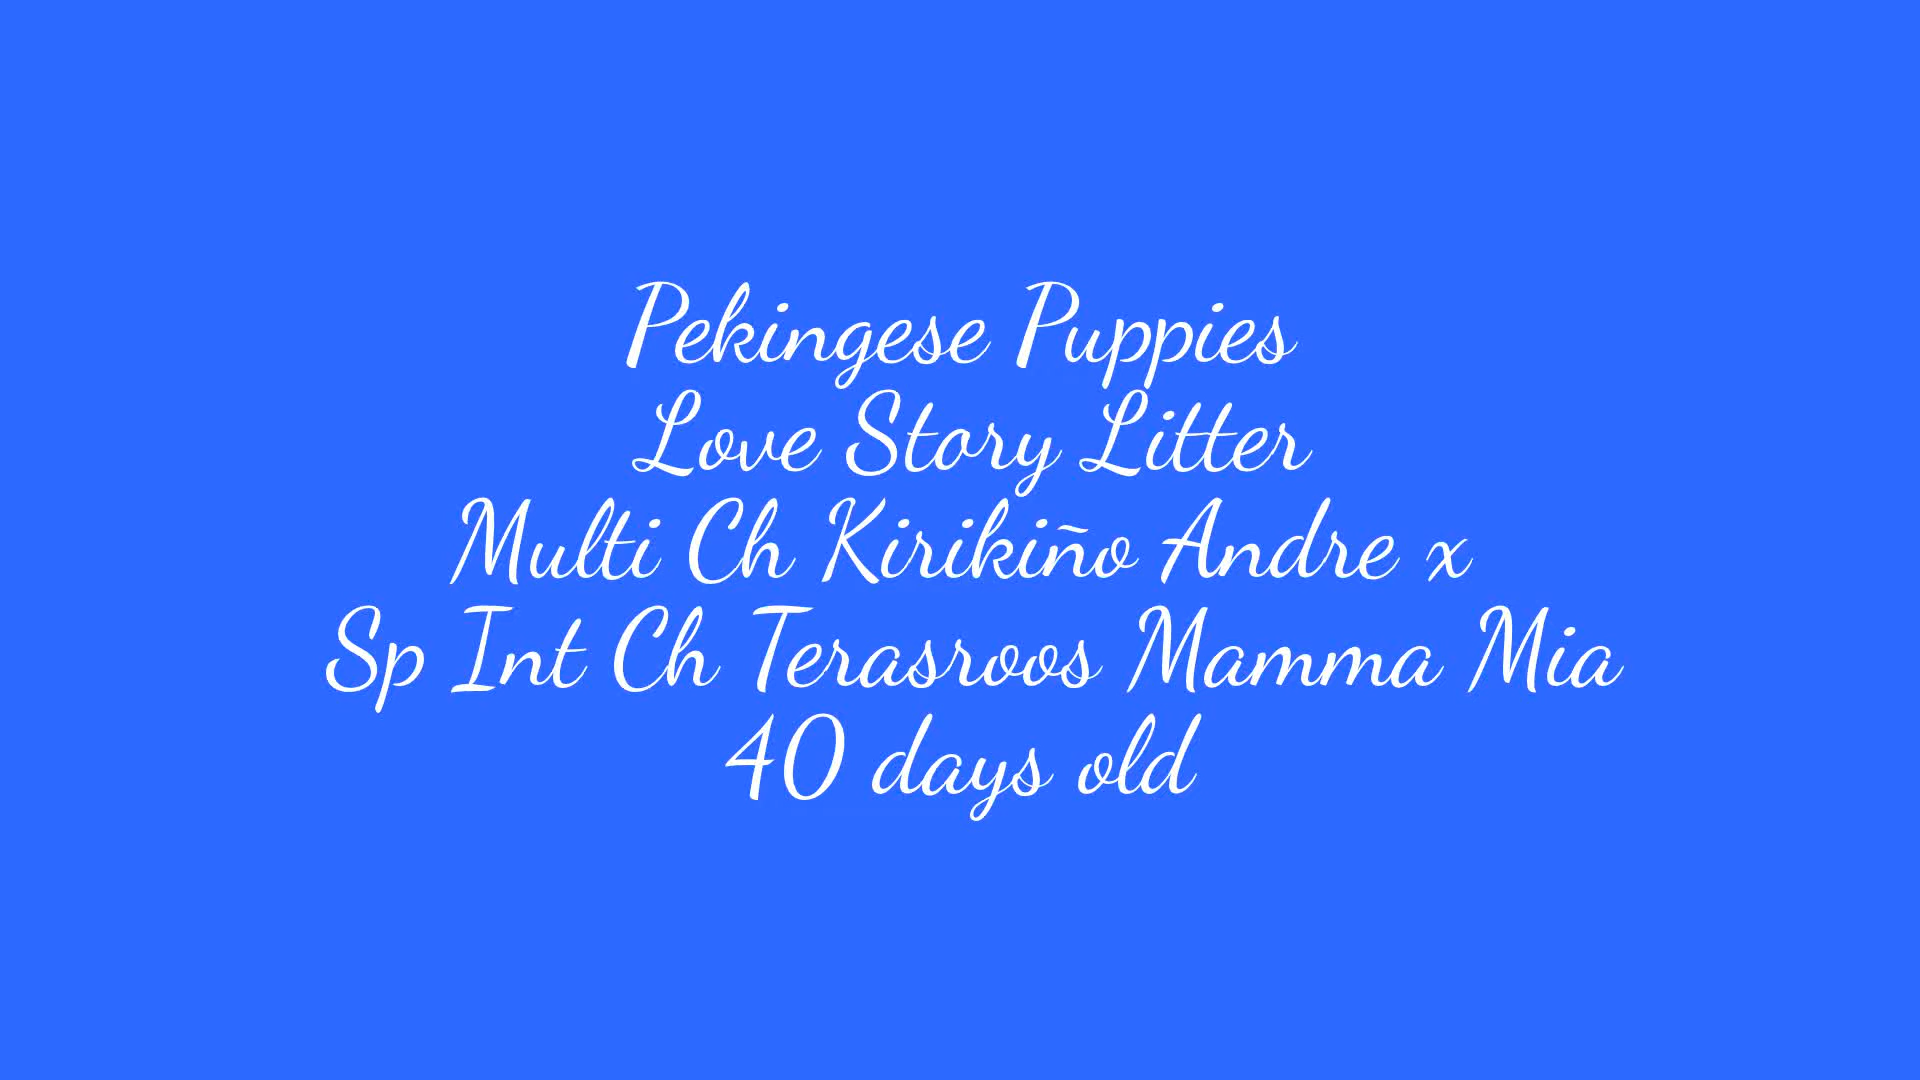 Pekingese Puppies
Love Story Litter
Multi Ch Kirikiño Andre x
Sp Int Ch Terasroos Mamma Mia
40 days old